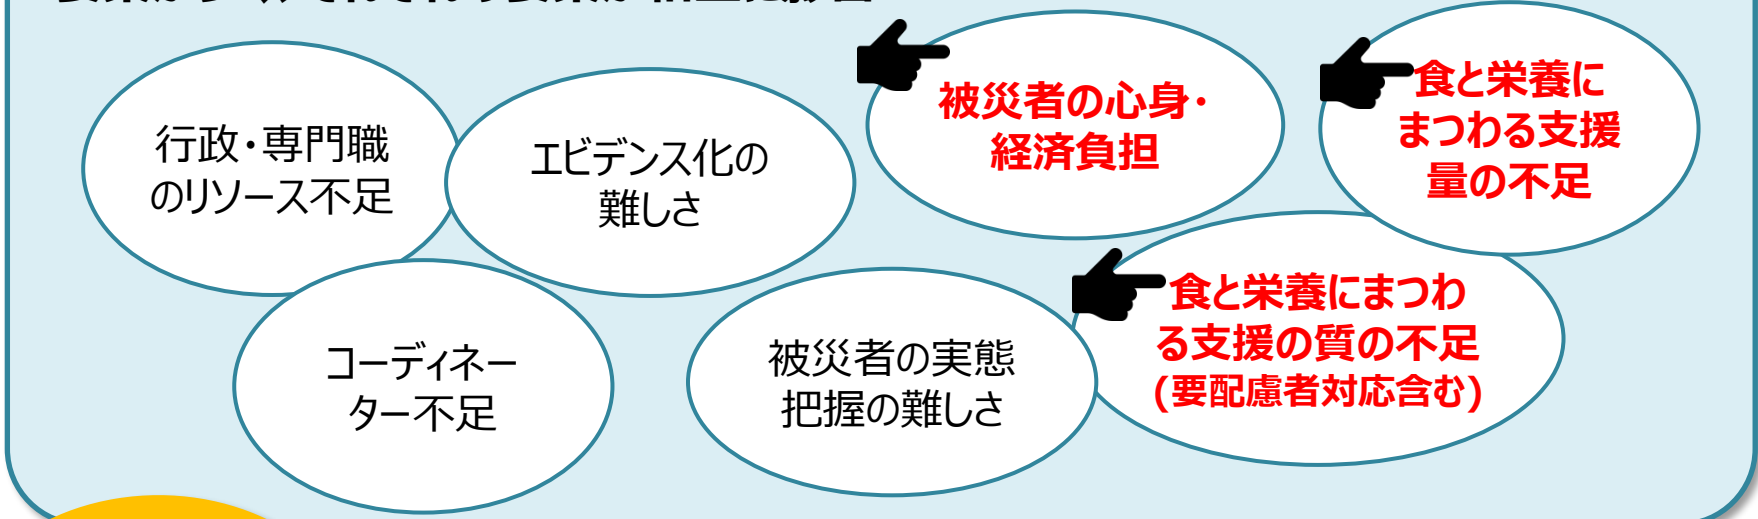 行政・専門職
のリソース不足
エビデンス化の
難しさ
被災者の心身・
経済負担
食と栄養に
まつわる支援
量の不足
コーディネー
ター不足
被災者の実態
把握の難しさ
食と栄養にまつわ
る支援の質の不足
(要配慮者対応含む)